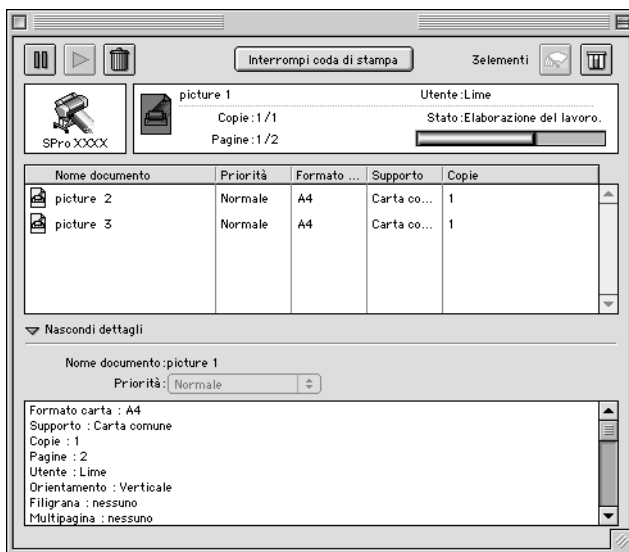 Interrompi coda di stampa
3elementi
SPro XXXX
picture 1
Utente :Lime
Copie :1/1
Stato :Elaborazione del lavoro.
Pagine :1/2
Nome documento Priorità Formato ... Supporto Copie
picture 2 Normale A4 Carta co... 1
picture 3 Normale A4 Carta co... 1
Nascondi dettagli
Nome documento :picture 1
Priorità : Normale
Formato carta : A4
Supporto : Carta comune
Copie : 1
Pagine : 2
Utente : Lime
Orientamento : Verticale
Filigrana : nessuno
Multipagina : nessuno